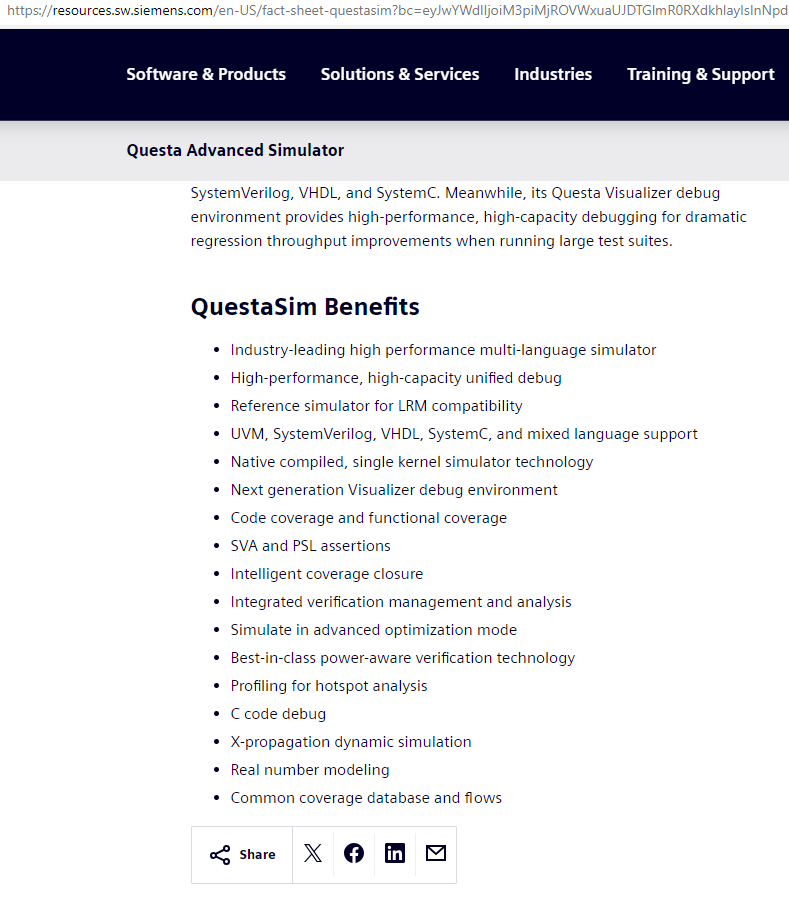 https://resources.sw.siemens.com/en-US/fact-sheet-questasim?bc=eyJwYWdlIjoiM3piMjROVWxuaUJDTGlmR0RXdkhIaylsInNpd
Software & Products Solutions & Services Industries Training & Support
Questa Advanced Simulator
SystemVerilog, VHDL, and SystemC. Meanwhile, its Questa Visualizer debug
environment provides high-performance, high-capacity debugging for dramatic
regression throughput improvements when running large test suites.
QuestaSim Benefits
• Industry-leading high performance multi-language simulator
• High-performance, high-capacity unified debug
• Reference simulator for LRM compatibility
• UVM, SystemVerilog, VHDL, SystemC, and mixed language support
• Native compiled, single kernel simulator technology
• Next generation Visualizer debug environment
• Code coverage and functional coverage
• SVA and PSL assertions
• Intelligent coverage closure
• Integrated verification management and analysis
• Simulate in advanced optimization mode
• Best-in-class power-aware verification technology
• Profiling for hotspot analysis
• C code debug
• X-propagation dynamic simulation
• Real number modeling
• Common coverage database and flows
Share